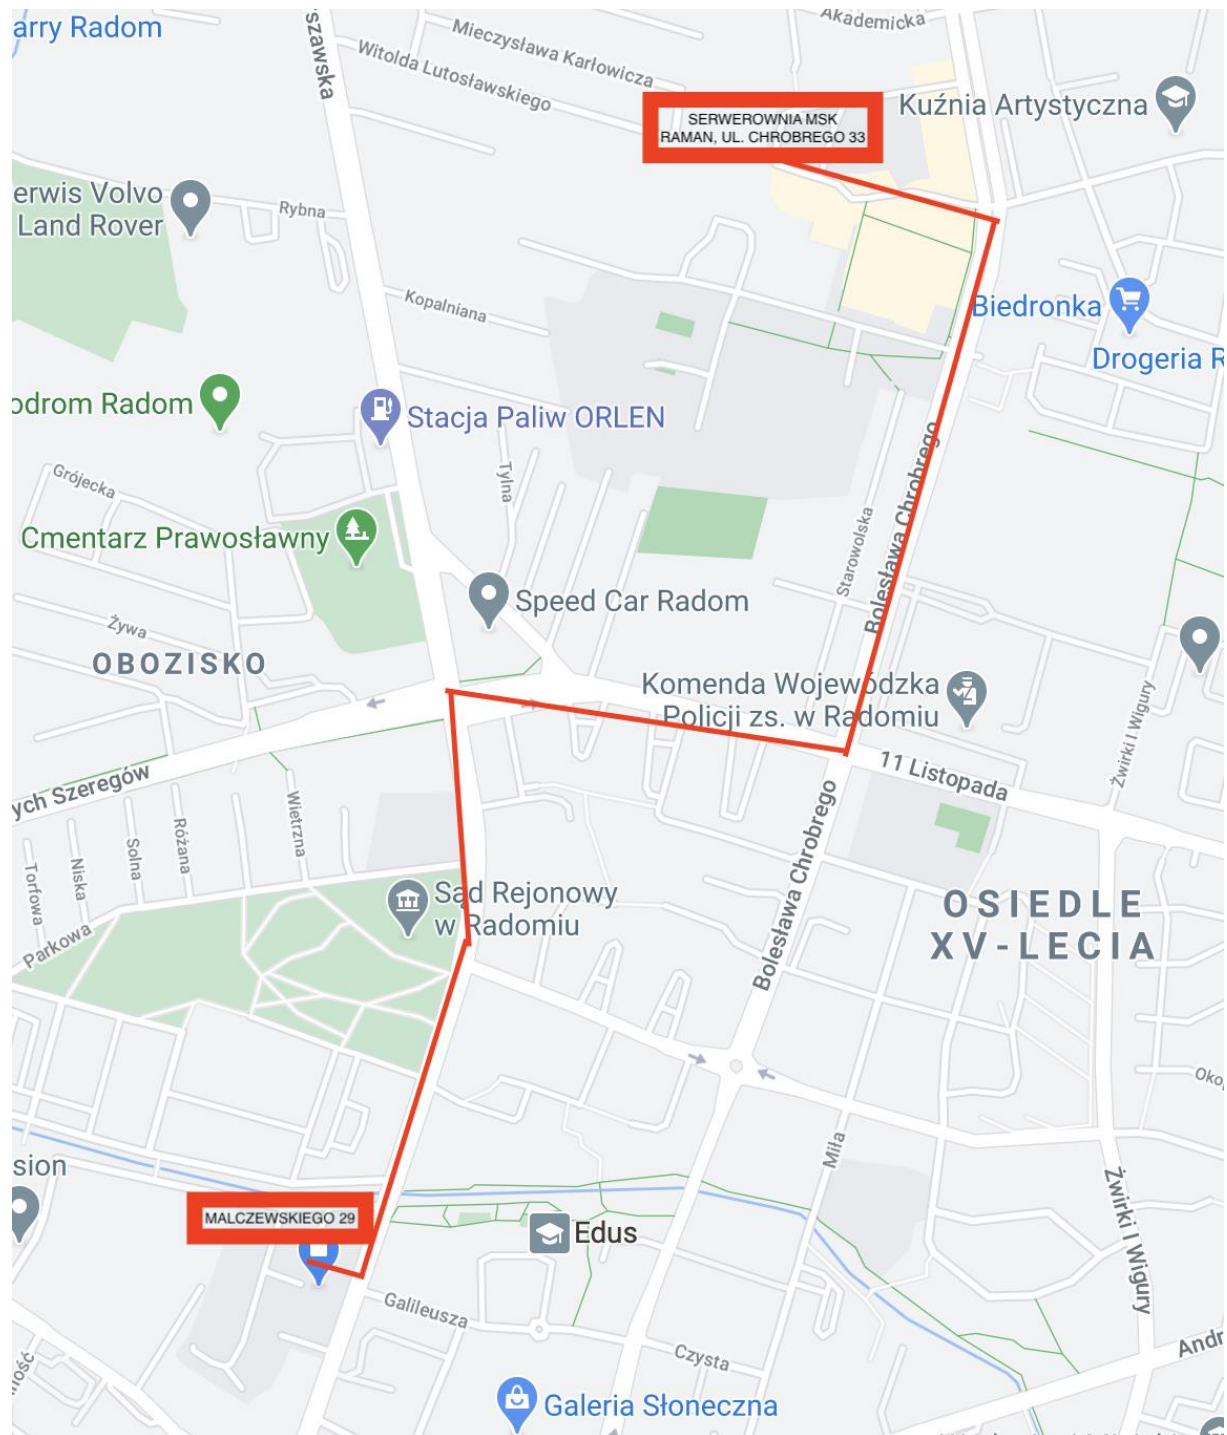 arry Radom
szawska
Mieczysława Karłowicza
Witolda Lutosławskiego
Akademicka
Kuźnia Artystyczna
SERWEROWNIA MSK
RAMAN, UL. CHROBREGO 33
erwis Volvo
Land Rover
Rybna
Kopalniana
Biedronka
Drogeria R
odrom Radom
Stacja Paliw ORLEN
Grójecka
Tylna
Cmentarz Prawosławny
Starowolska
Bolesława Chrobrego
Speed Car Radom
Żywa
OBOZISKO
Komenda Wojewódzka
Policji zs. w Radomiu
Żwirki I Wigury
11 Listopada
ych Szeregów
Wietrzna
Różana
Solna
Niska
Torfowa
Parkowa
Sąd Rejonowy
w Radomiu
Bolesława Chrobrego
OSIEDLE
XV-LECIA
Oko
Miła
sion
MALCZEWSKIEGO 29
Edus
Żwirki I Wigury
Galileusza
Czysta
Andr
ność
Galeria Słoneczna